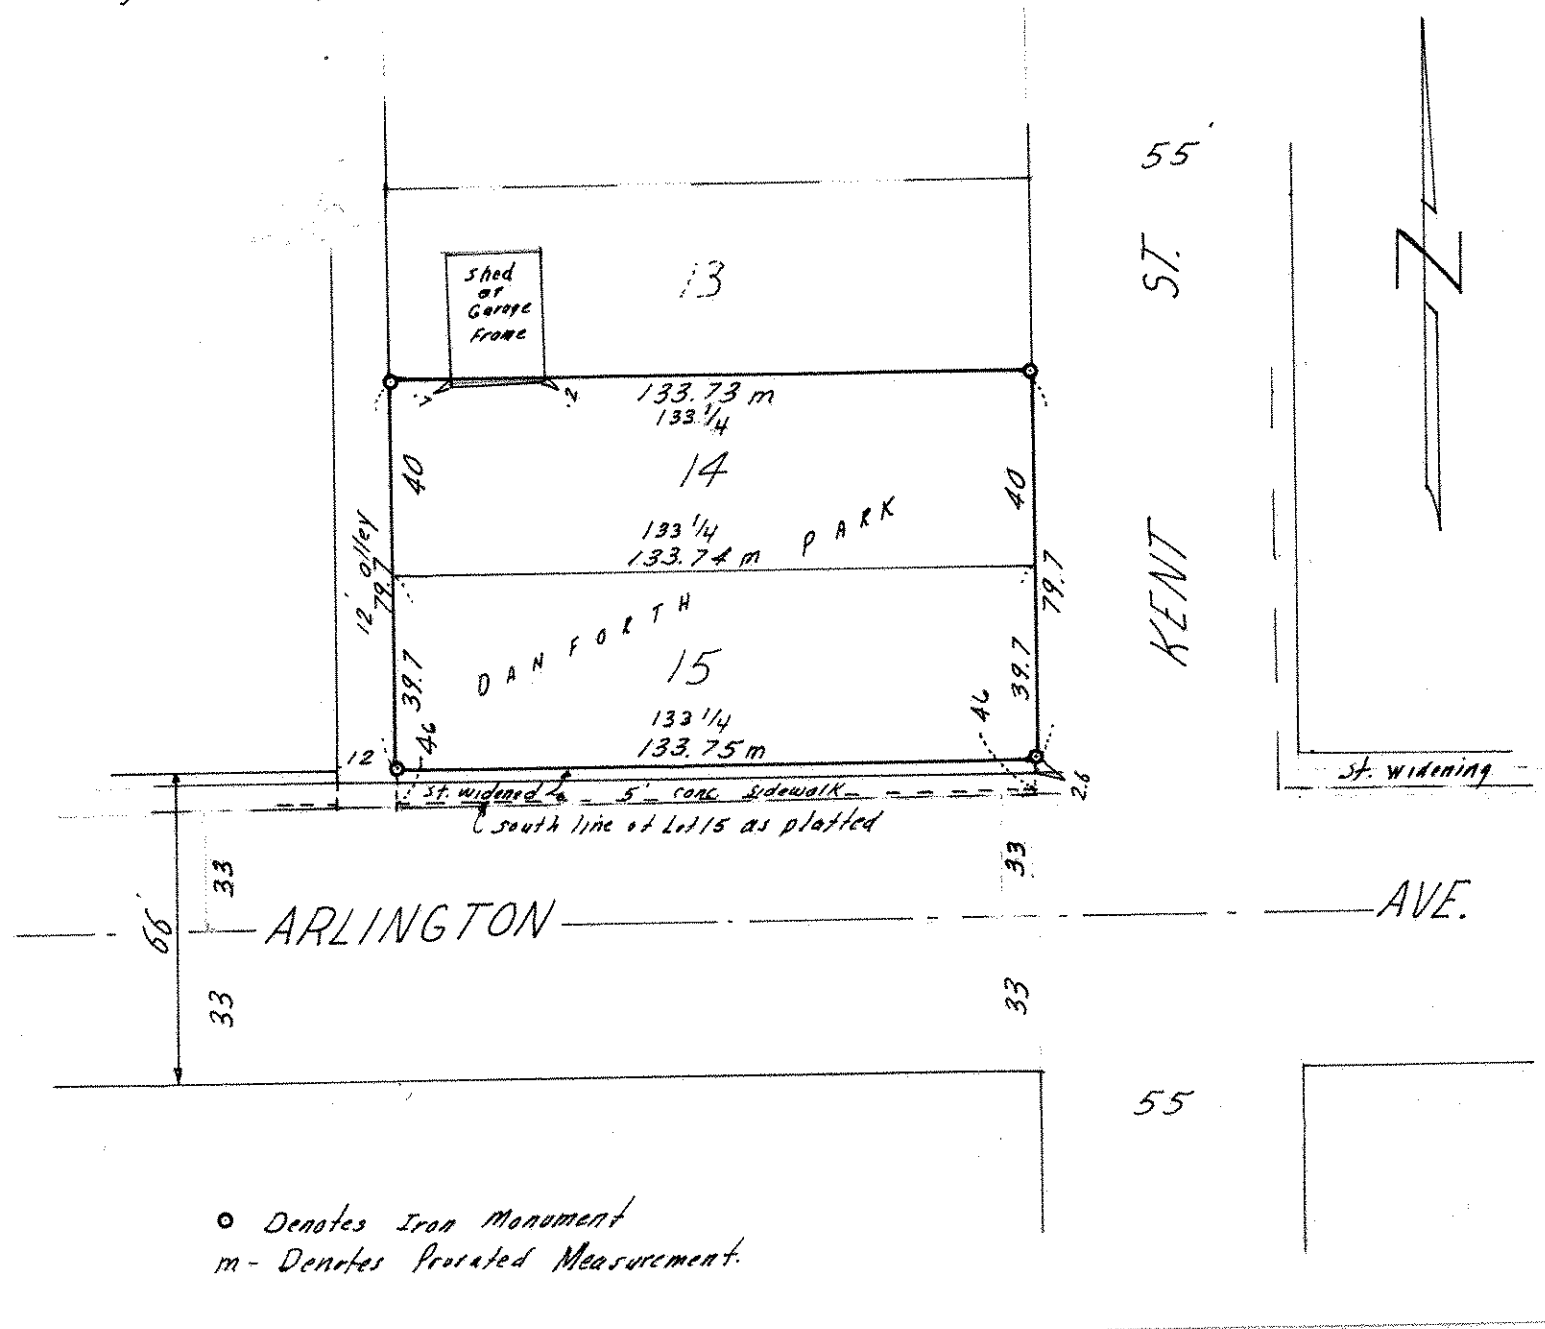 55'
ST.
KENT
13
shed
or
Garage
Frame
.1
.2
133.73 m
133 1/4
14
40
40
133 1/4
133.74 m
DANFORTH PARK
12' alley
79.7
79.7
15
39.7
39.7
46
46
133 1/4
133.75 m
12
st. widened
5' conc. sidewalk
2.6
St. widening
south line of Lot 15 as platted
33
33
66'
ARLINGTON AVE.
33
33
55
Denotes Iron Monument
m - Denotes Prorated Measurement.